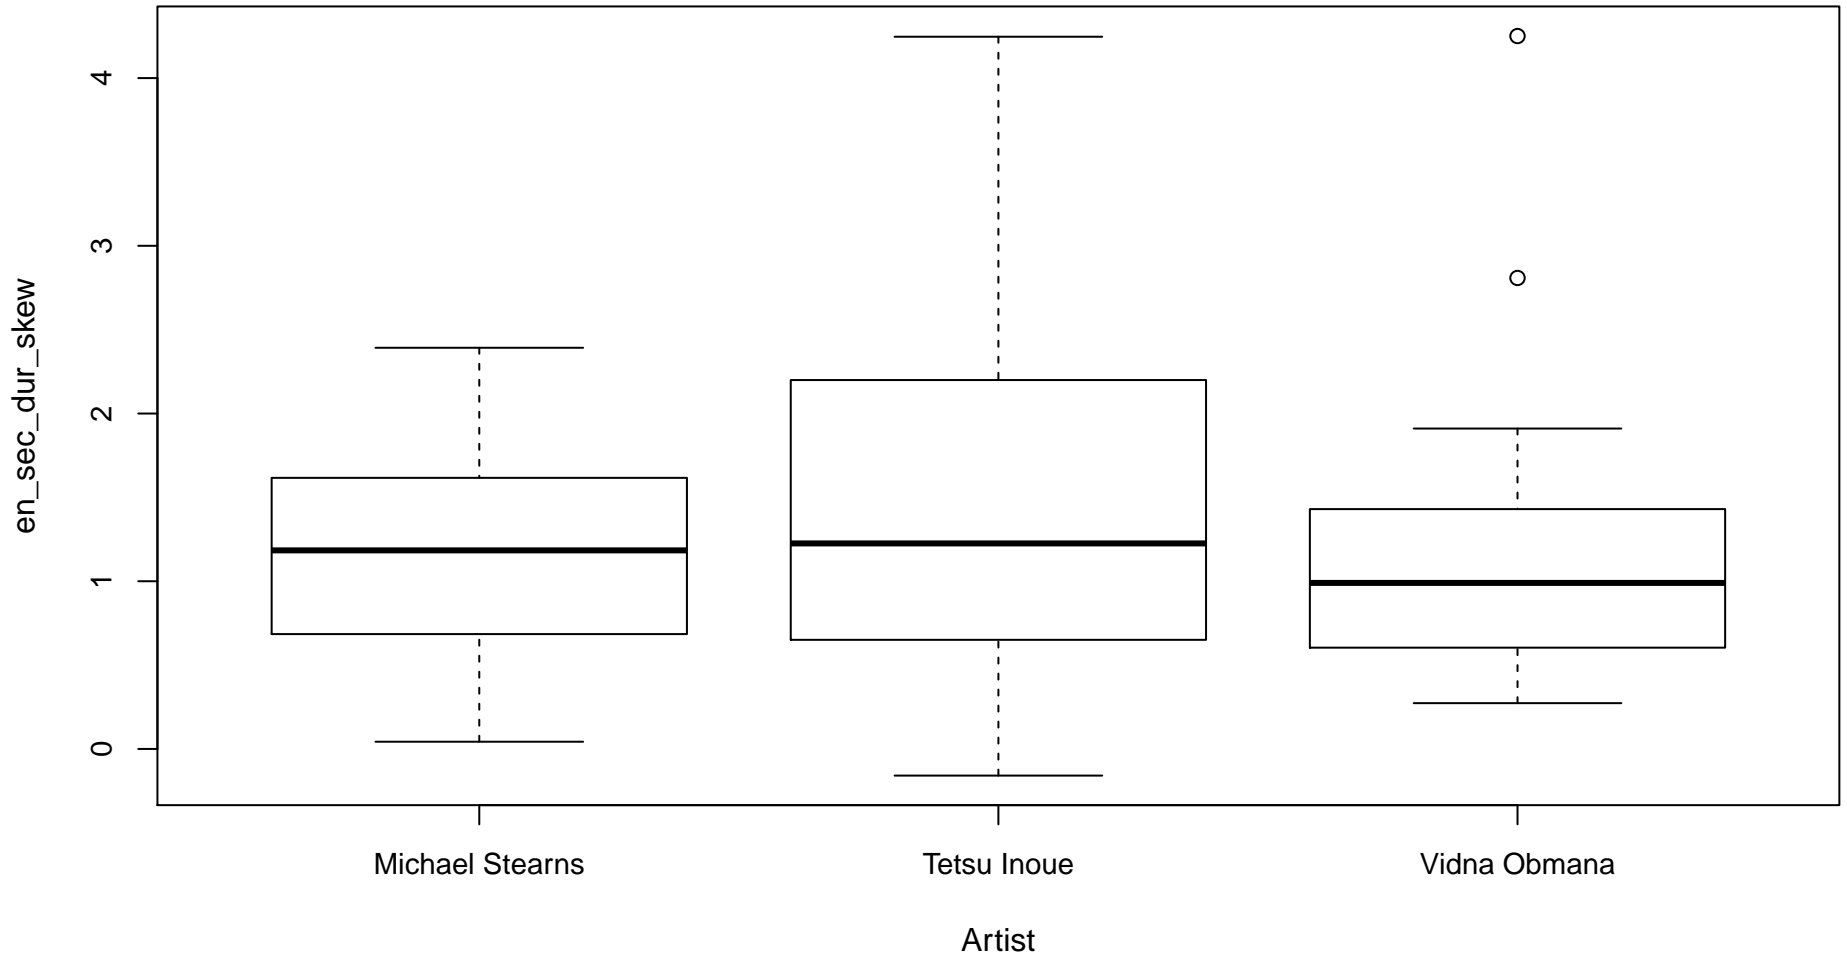 en_sec_dur_skew
4
3
2
1
0
Michael Stearns
Tetsu Inoue
Vidna Obmana
Artist